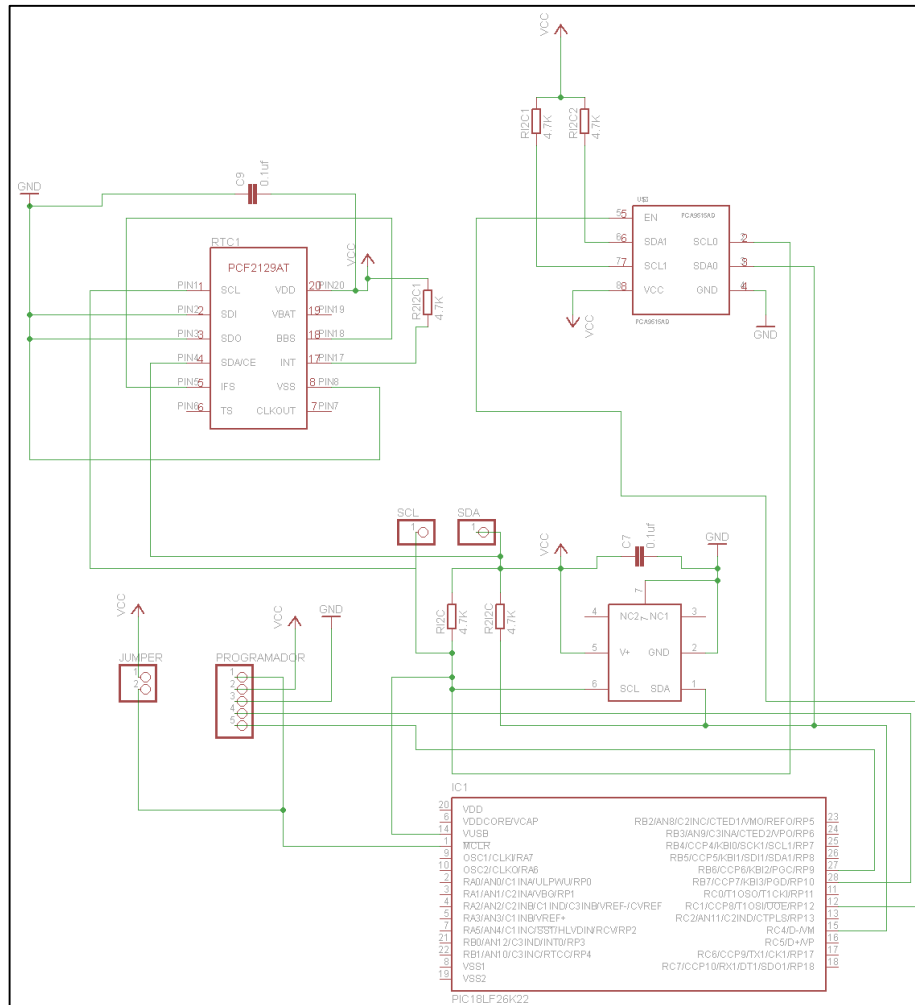 VCC
RI2C1
4.7K
RI2C2
4.7K
GND
C9
0.1uf
RTC1
PCF2129AT
PIN1 1 SCL
PIN2 2 SDI
PIN3 3 SDO
PIN4 4 SDA/CE
PIN5 5 IFS
PIN6 6 TS
VDD 20 PIN20
VBAT 19 PIN19
BBS 18 PIN18
INT 17 PIN17
VSS 8 PIN8
CLKOUT 7 PIN7
VCC
R2I2C1
4.7K
PCA9515AD
5 EN
6 SDA1
7 SCL1
8 VCC
SCL0 2
SDA0 3
GND 4
PCA9515AD
VCC
GND
SCL
1
SDA
1
VCC
C7
0.1uf
GND
RI2C
4.7K
R2I2C
4.7K
7
4 NC2 NC1 3
5 V+ GND 2
6 SCL SDA 1
VCC
JUMPER
1
2
VCC
GND
PROGRAMADOR
1
2
3
4
5
IC1
20 VDD
6 VDDCORE/VCAP
14 VUSB
1 MCLR
9 OSC1/CLKI/RA7
10 OSC2/CLKO/RA6
2 RA0/AN0/C1INA/ULPWU/RP0
3 RA1/AN1/C2INA/VBG/RP1
4 RA2/AN2/C2INB/C1IND/C3INB/VREF-/CVREF
5 RA3/AN3/C1INB/VREF+
7 RA5/AN4/C1INC/SS1/HLVDIN/RCV/RP2
21 RB0/AN12/C3IND/INT0/RP3
22 RB1/AN10/C3INC/RTCC/RP4
8 VSS1
19 VSS2
RB2/AN8/C2INC/CTED1/VMO/REFO/RP5 23
RB3/AN9/C3INA/CTED2/VPO/RP6 24
RB4/CCP4/KBI0/SCK1/SCL1/RP7 25
RB5/CCP5/KBI1/SDI1/SDA1/RP8 26
RB6/CCP6/KBI2/PGC/RP9 27
RB7/CCP7/KBI3/PGD/RP10 28
RC0/T1OSO/T1CKI/RP11 11
RC1/CCP8/T1OSI/UOE/RP12 12
RC2/AN11/C2IND/CTPLS/RP13 13
RC4/D-/VM 15
RC5/D+/VP 16
RC6/CCP9/TX1/CK1/RP17 17
RC7/CCP10/RX1/DT1/SDO1/RP18 18
PIC18LF26K22